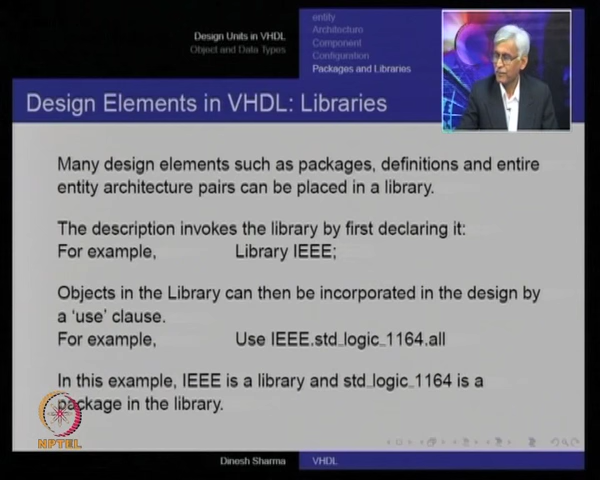 Design Units in VHDL
Object and Data Types
entity
Architecture
Component
Configuration
Packages and Libraries
Design Elements in VHDL: Libraries
Many design elements such as packages, definitions and entire
entity architecture pairs can be placed in a library.
The description invokes the library by first declaring it:
For example, Library IEEE;
Objects in the Library can then be incorporated in the design by
a ‘use’ clause.
For example, Use IEEE.std_logic_1164.all
In this example, IEEE is a library and std_logic_1164 is a
package in the library.
NPTEL
Dinesh Sharma VHDL